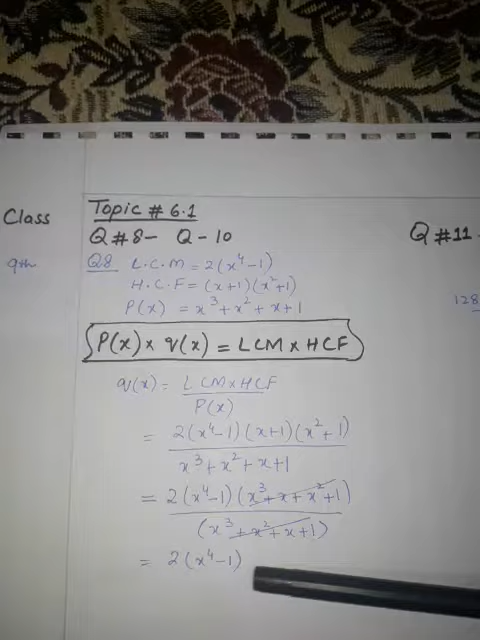 Topic # 6.1
Class
Q # 8 - Q - 10
Q # 11 -
9th
Q8 L.C.M = 2(x⁴-1)
H.C.F = (x+1)(x²+1)
P(x) = x³+x²+x+1
128
P(x) × q(x) = LCM × HCF
q(x) = LCM×HCF
P(x)
= 2(x⁴-1)(x+1)(x²+1)
x³+x²+x+1
= 2(x⁴-1)(x³+x+x²+1)
(x³+x²+x+1)
= 2(x⁴-1)